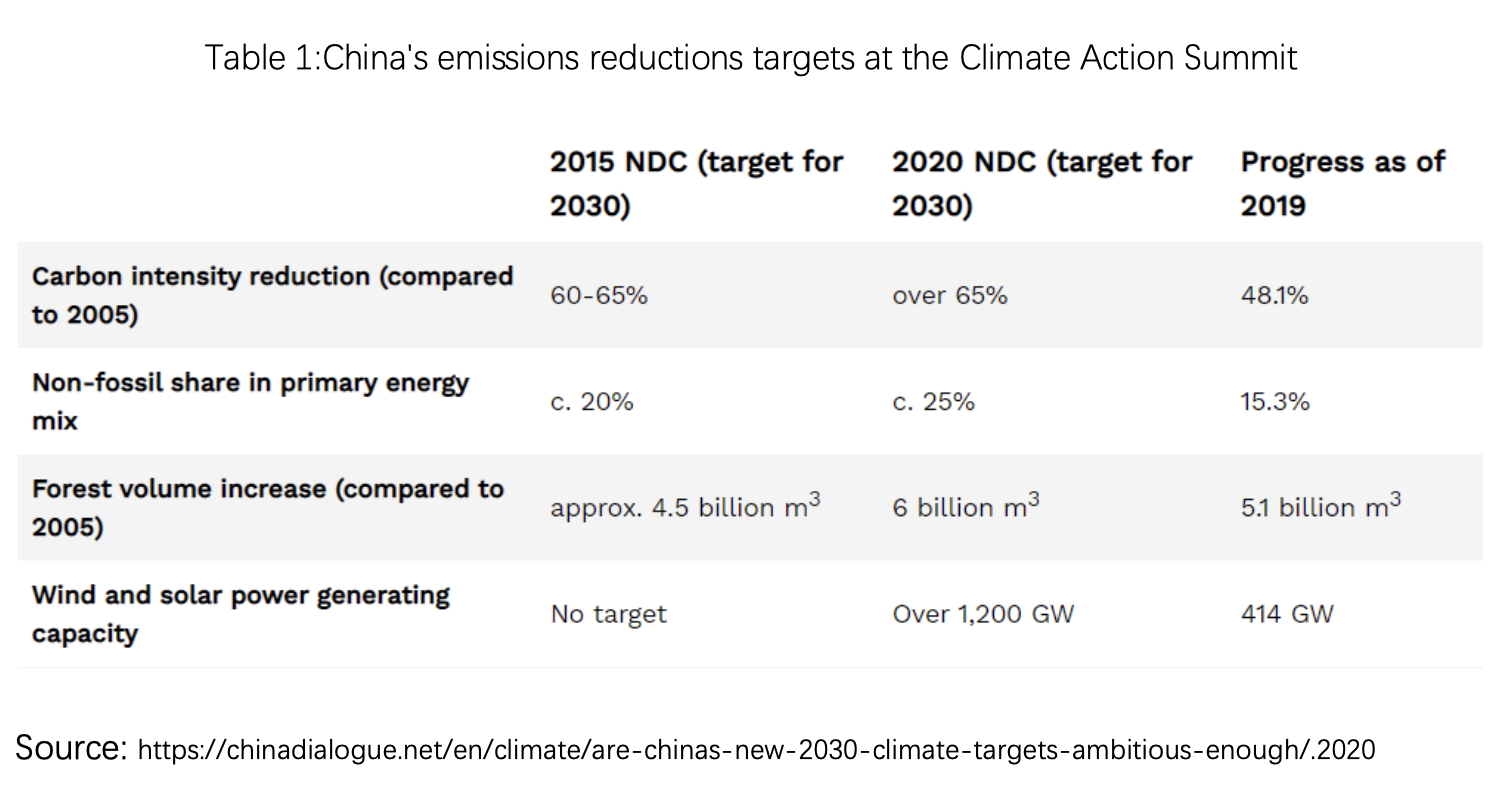 Table 1:China's emissions reductions targets at the Climate Action Summit
2015 NDC (target for 2030) 2020 NDC (target for 2030) Progress as of 2019
Carbon intensity reduction (compared to 2005) 60-65% over 65% 48.1%
Non-fossil share in primary energy mix c. 20% c. 25% 15.3%
Forest volume increase (compared to 2005) approx. 4.5 billion m³ 6 billion m³ 5.1 billion m³
Wind and solar power generating capacity No target Over 1,200 GW 414 GW
Source: https://chinadialogue.net/en/climate/are-chinas-new-2030-climate-targets-ambitious-enough/.2020